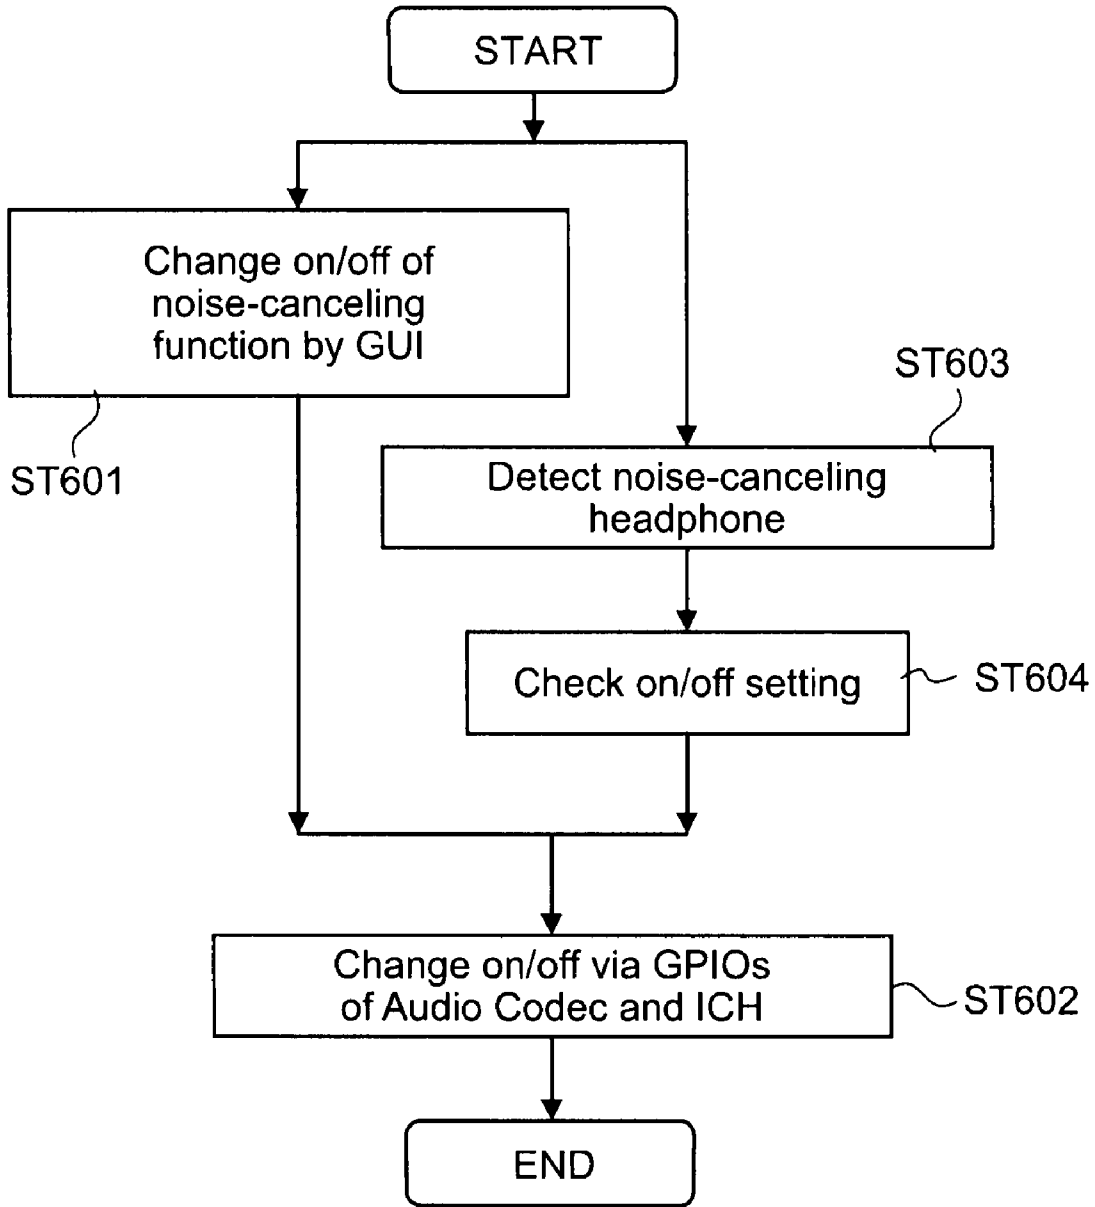 START
Change on/off of
noise-canceling
function by GUI
ST601
ST603
Detect noise-canceling
headphone
Check on/off setting
ST604
Change on/off via GPIOs
of Audio Codec and ICH
ST602
END